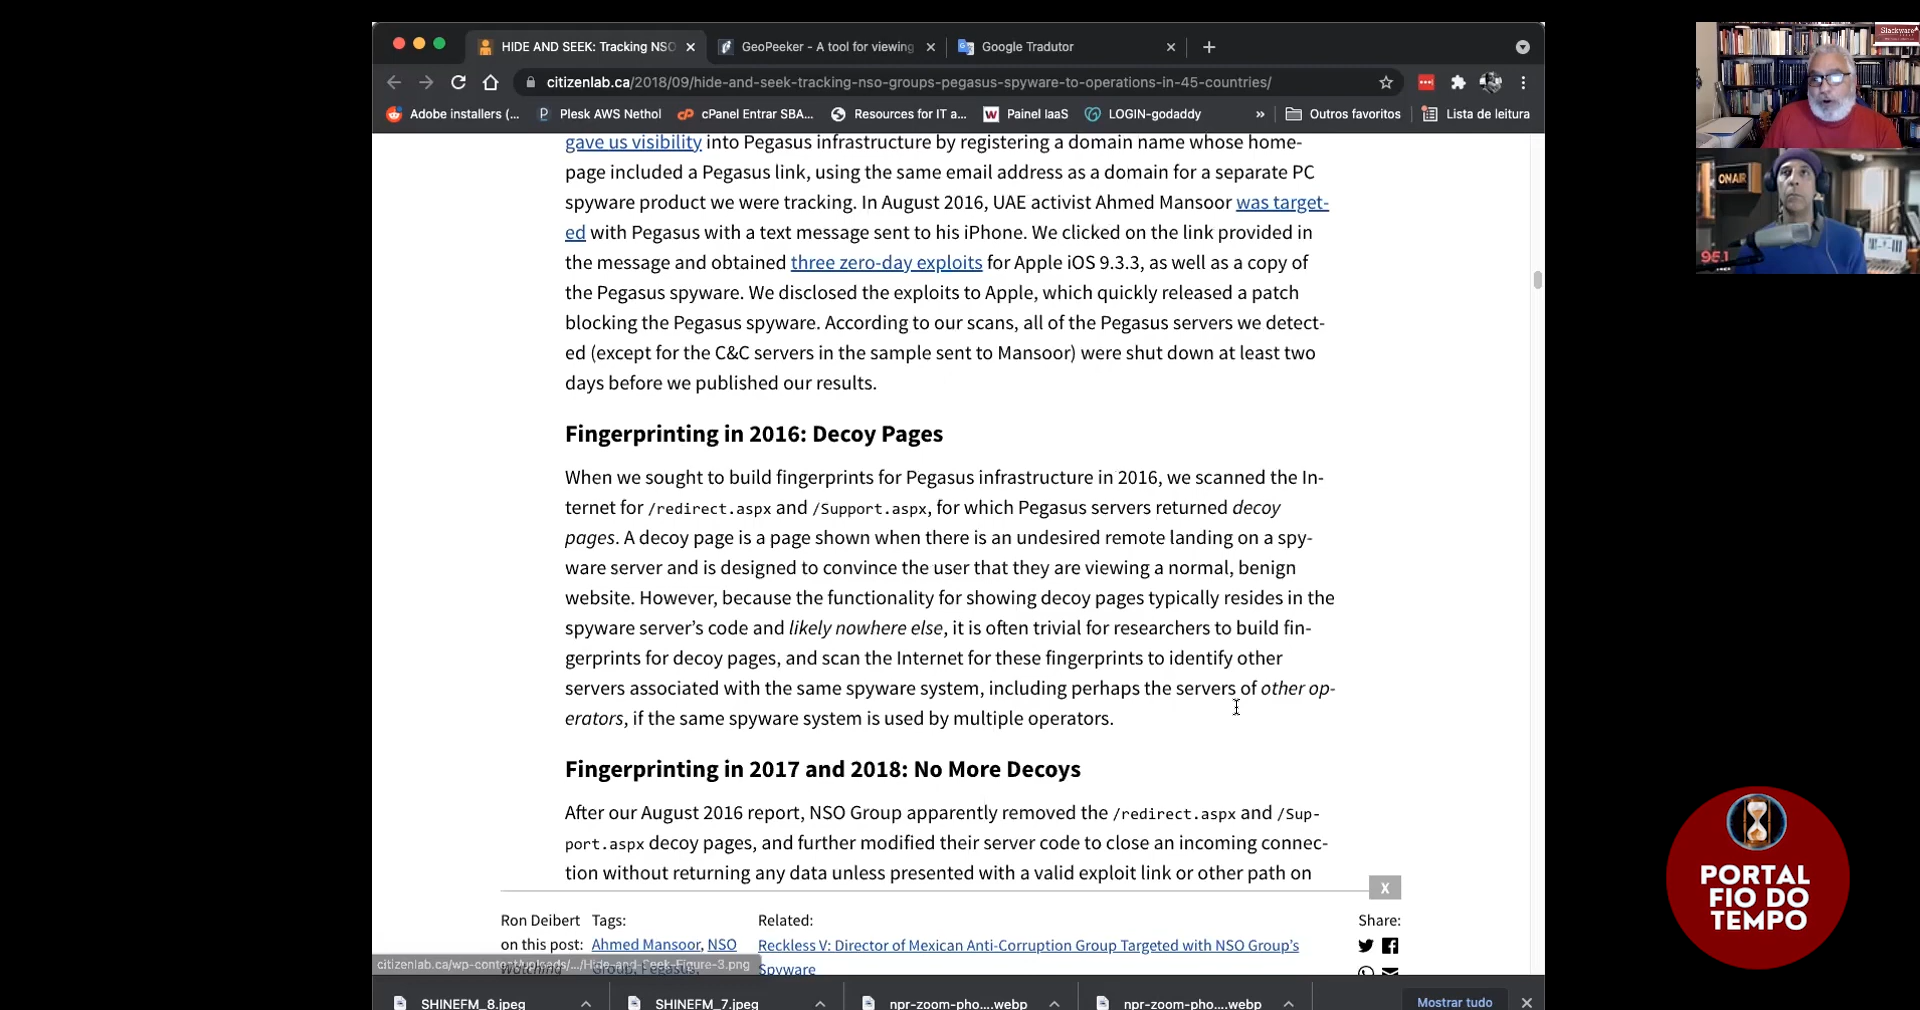 HIDE AND SEEK: Tracking NSO
GeoPeeker - A tool for viewing
Google Tradutor
citizenlab.ca/2018/09/hide-and-seek-tracking-nso-groups-pegasus-spyware-to-operations-in-45-countries/
Adobe installers (... Plesk AWS Nethol cPanel Entrar SBA... Resources for IT a... Painel IaaS LOGIN-godaddy » Outros favoritos Lista de leitura
gave us visibility into Pegasus infrastructure by registering a domain name whose home-
page included a Pegasus link, using the same email address as a domain for a separate PC
spyware product we were tracking. In August 2016, UAE activist Ahmed Mansoor was target-
ed with Pegasus with a text message sent to his iPhone. We clicked on the link provided in
the message and obtained three zero-day exploits for Apple iOS 9.3.3, as well as a copy of
the Pegasus spyware. We disclosed the exploits to Apple, which quickly released a patch
blocking the Pegasus spyware. According to our scans, all of the Pegasus servers we detect-
ed (except for the C&C servers in the sample sent to Mansoor) were shut down at least two
days before we published our results.
Fingerprinting in 2016: Decoy Pages
When we sought to build fingerprints for Pegasus infrastructure in 2016, we scanned the In-
ternet for /redirect.aspx and /Support.aspx, for which Pegasus servers returned decoy
pages. A decoy page is a page shown when there is an undesired remote landing on a spy-
ware server and is designed to convince the user that they are viewing a normal, benign
website. However, because the functionality for showing decoy pages typically resides in the
spyware server's code and likely nowhere else, it is often trivial for researchers to build fin-
gerprints for decoy pages, and scan the Internet for these fingerprints to identify other
servers associated with the same spyware system, including perhaps the servers of other op-
erators, if the same spyware system is used by multiple operators.
Fingerprinting in 2017 and 2018: No More Decoys
After our August 2016 report, NSO Group apparently removed the /redirect.aspx and /Sup-
port.aspx decoy pages, and further modified their server code to close an incoming connec-
tion without returning any data unless presented with a valid exploit link or other path on
X
Ron Deibert
on this post:
Watching
Tags:
Ahmed Mansoor, NSO
Group, Pegasus,
Related:
Reckless V: Director of Mexican Anti-Corruption Group Targeted with NSO Group's
Spyware
Share:
citizenlab.ca/wp-content/uploads/.../Hide-and-Seek-Figure-3.png
SHINEFM_8.jpeg
SHINEFM_7.jpeg
npr-zoom-pho....webp
npr-zoom-pho....webp
Mostrar tudo
Slackware
ON AIR
95.1
PORTAL
FIO DO
TEMPO